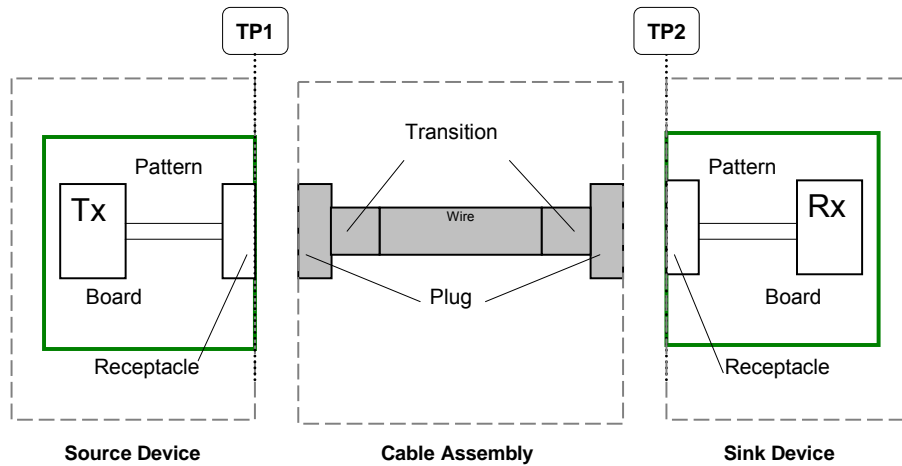 TP1
TP2
Transition
Pattern
Pattern
Tx
Wire
Rx
Board
Plug
Board
Receptacle
Receptacle
Source Device
Cable Assembly
Sink Device